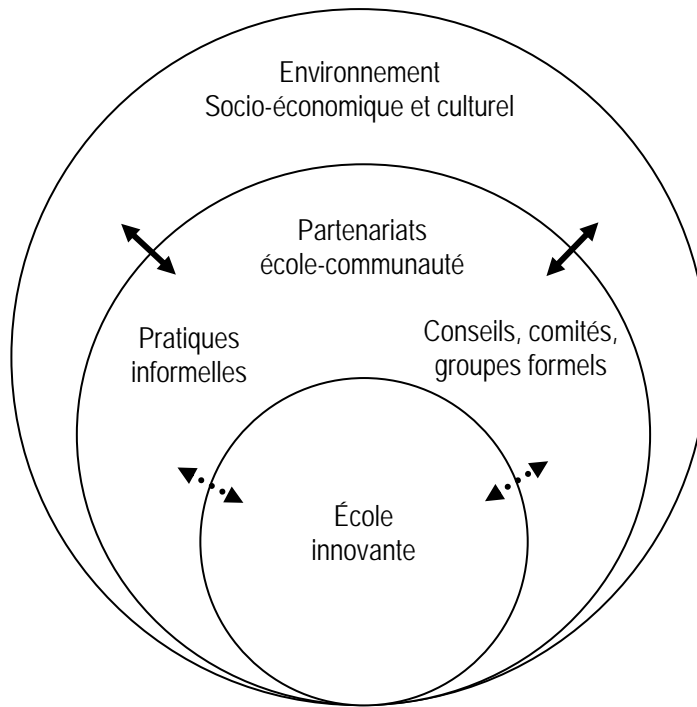 Environnement
Socio-économique et culturel
Partenariats
école-communauté
Pratiques
informelles
Conseils, comités,
groupes formels
École
innovante